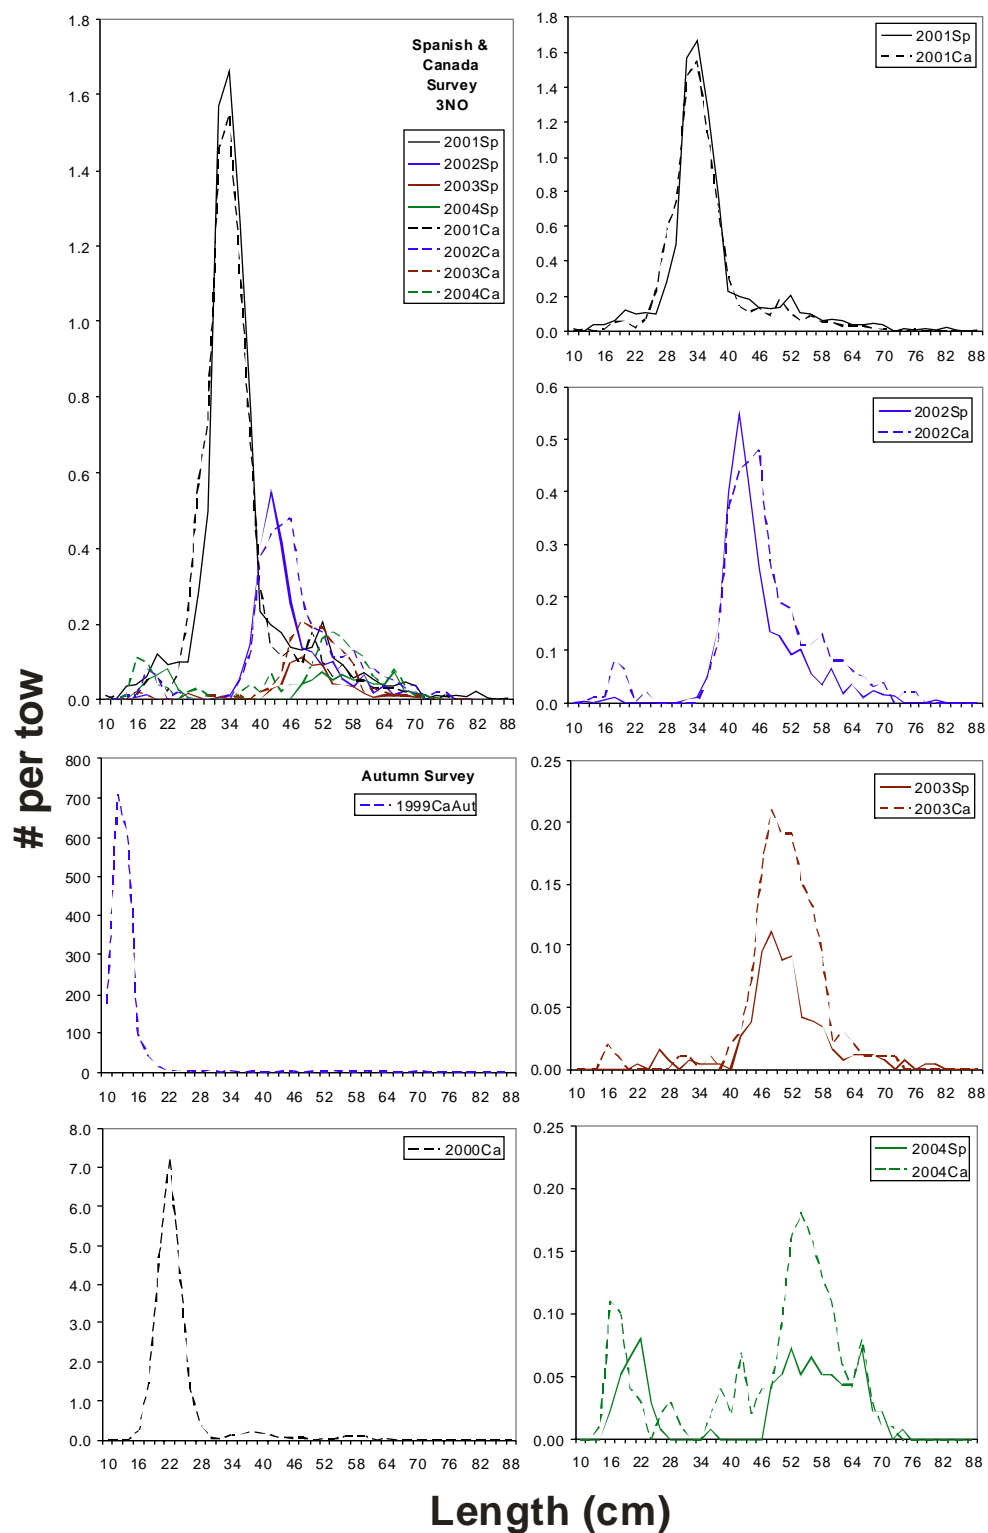 # per tow
Spanish &
Canada
Survey
3NO
2001Sp
2002Sp
2003Sp
2004Sp
2001Ca
2002Ca
2003Ca
2004Ca
1.8
1.6
1.4
1.2
1.0
0.8
0.6
0.4
0.2
0.0
10 16 22 28 34 40 46 52 58 64 70 76 82 88
2001Sp
2001Ca
1.8
1.6
1.4
1.2
1.0
0.8
0.6
0.4
0.2
0.0
10 16 22 28 34 40 46 52 58 64 70 76 82 88
2002Sp
2002Ca
0.6
0.5
0.4
0.3
0.2
0.1
0.0
10 16 22 28 34 40 46 52 58 64 70 76 82 88
Autumn Survey
1999CaAut
800
700
600
500
400
300
200
100
0
10 16 22 28 34 40 46 52 58 64 70 76 82 88
2003Sp
2003Ca
0.25
0.20
0.15
0.10
0.05
0.00
10 16 22 28 34 40 46 52 58 64 70 76 82 88
2000Ca
8.0
7.0
6.0
5.0
4.0
3.0
2.0
1.0
0.0
10 16 22 28 34 40 46 52 58 64 70 76 82 88
2004Sp
2004Ca
0.25
0.20
0.15
0.10
0.05
0.00
10 16 22 28 34 40 46 52 58 64 70 76 82 88
Length (cm)